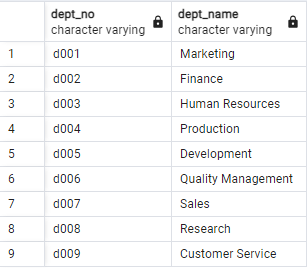 dept_no dept_name
character varying character varying
1 d001 Marketing
2 d002 Finance
3 d003 Human Resources
4 d004 Production
5 d005 Development
6 d006 Quality Management
7 d007 Sales
8 d008 Research
9 d009 Customer Service